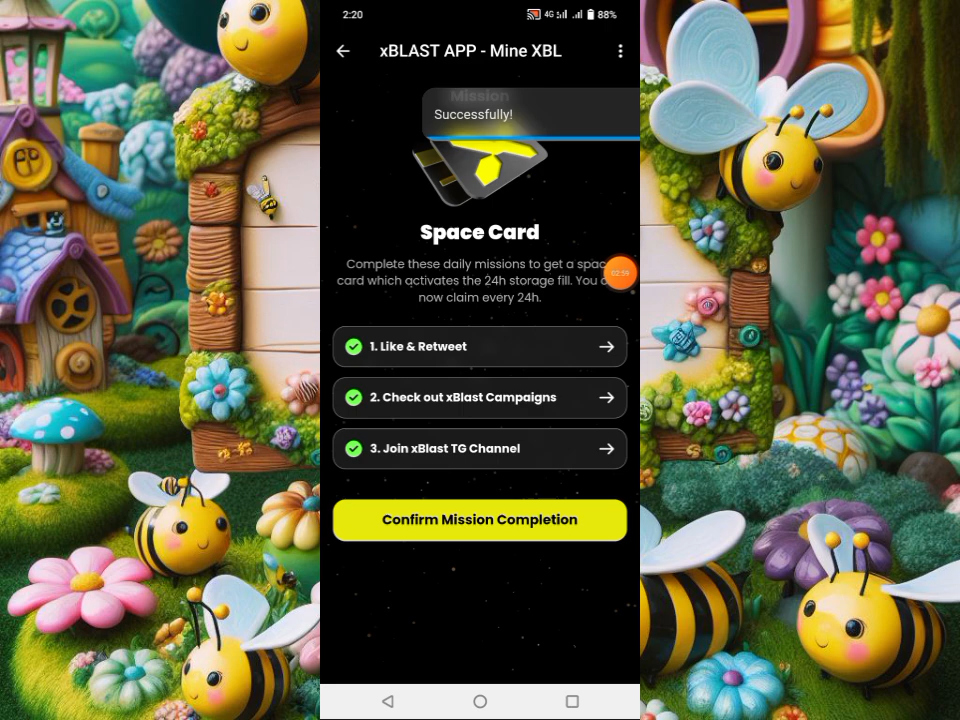 2:20
4G
88%
xBLAST APP - Mine XBL
Mission
Successfully!
Space Card
Complete these daily missions to get a space
card which activates the 24h storage fill. You
now claim every 24h.
02:59
1. Like & Retweet
2. Check out xBlast Campaigns
3. Join xBlast TG Channel
Confirm Mission Completion